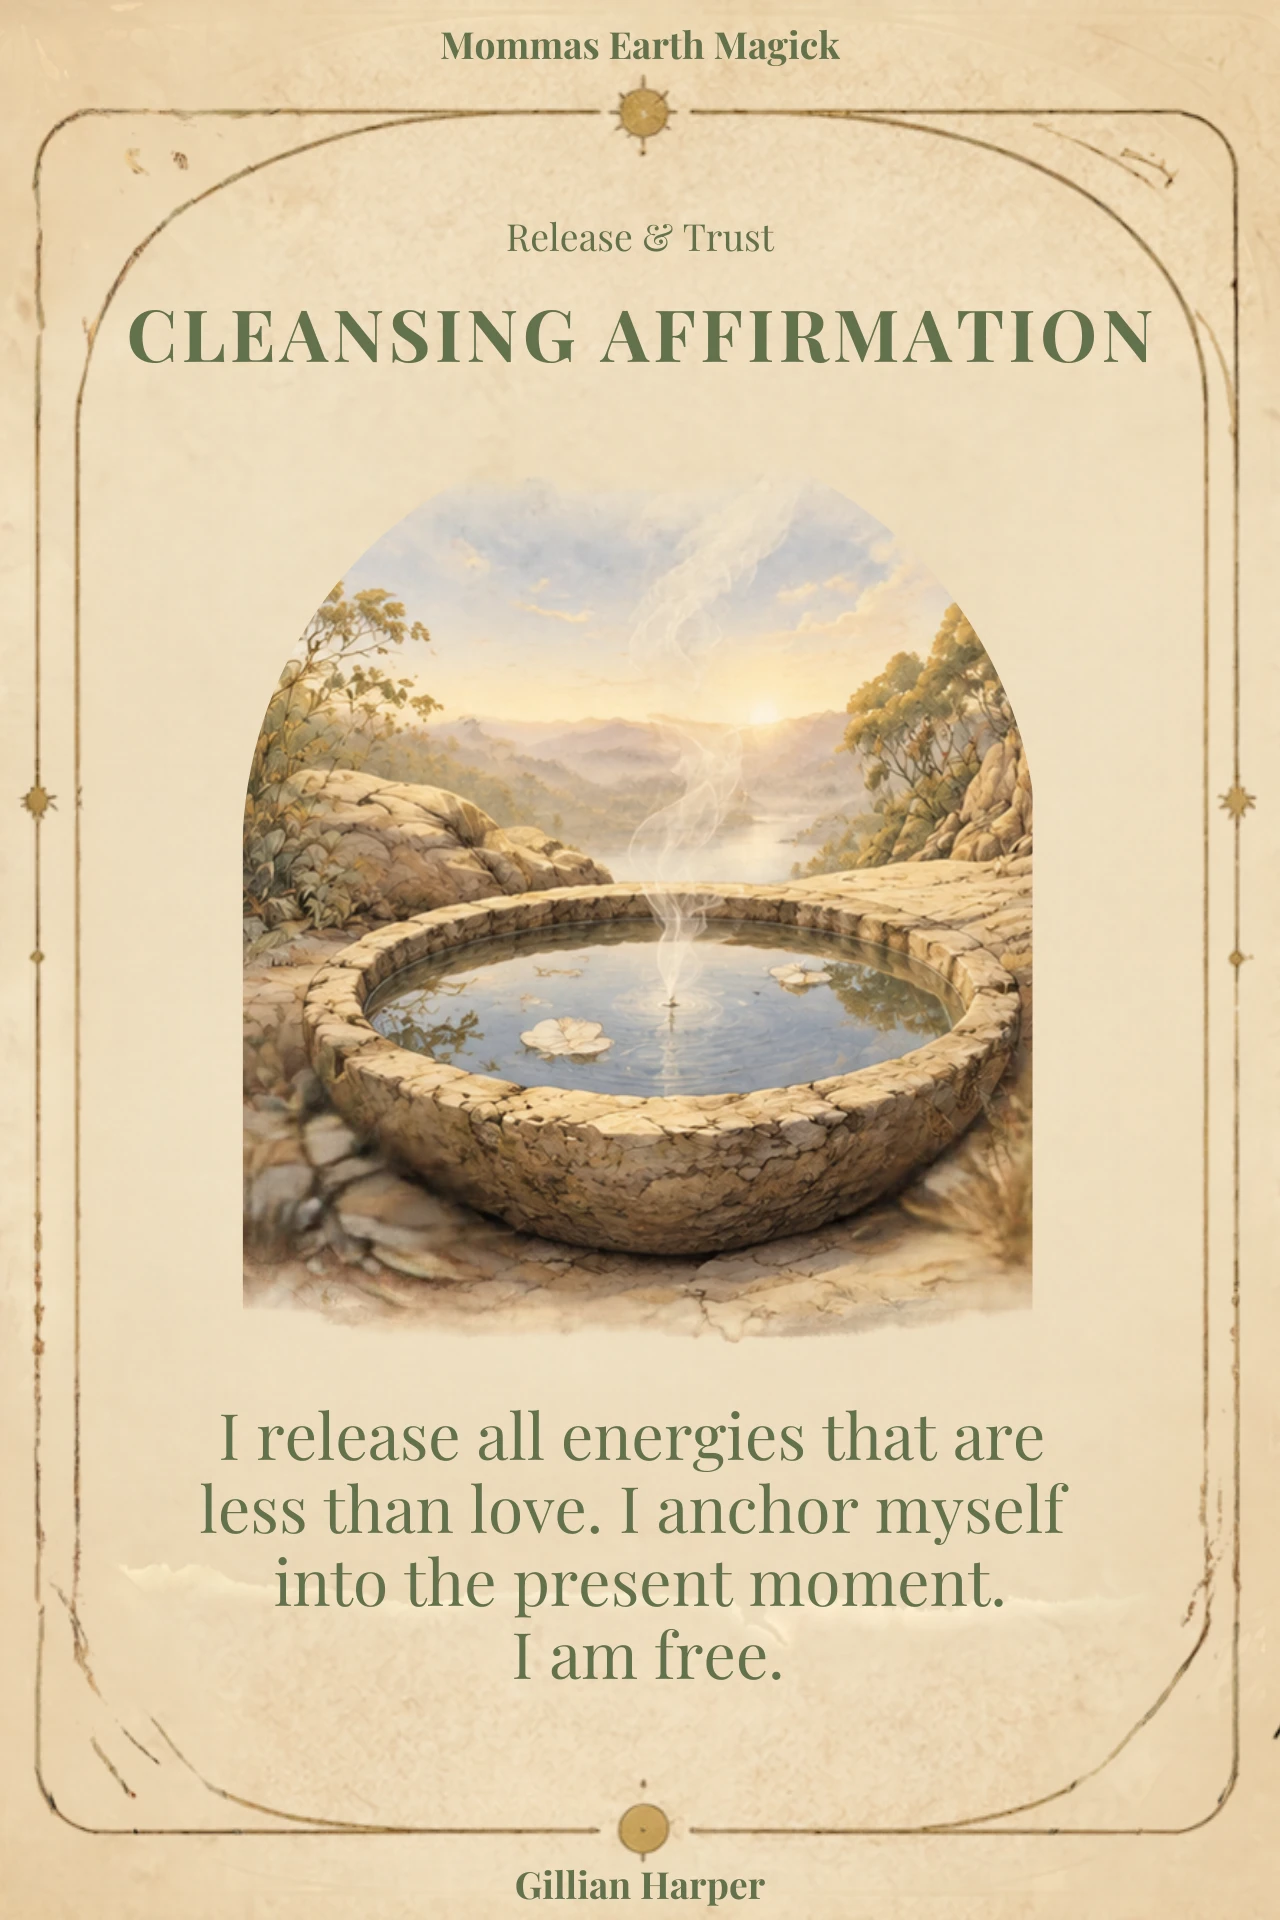 Mommas Earth Magick
Release & Trust
CLEANSING AFFIRMATION
I release all energies that are
less than love. I anchor myself
into the present moment.
I am free.
Gillian Harper